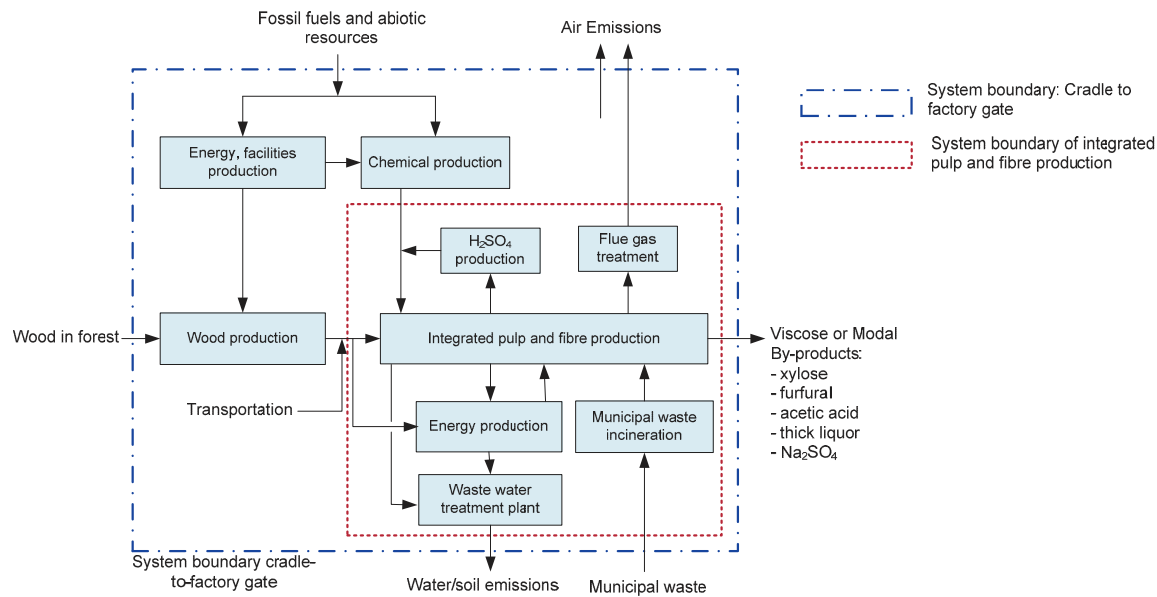 Fossil fuels and abiotic
resources
Air Emissions
System boundary: Cradle to
factory gate
System boundary of integrated
pulp and fibre production
Energy, facilities
production
Chemical production
H₂SO₄
production
Flue gas
treatment
Wood in forest
Wood production
Integrated pulp and fibre production
Viscose or Modal
By-products:
- xylose
- furfural
- acetic acid
- thick liquor
- Na₂SO₄
Transportation
Energy production
Municipal waste
incineration
Waste water
treatment plant
System boundary cradle-
to-factory gate
Water/soil emissions
Municipal waste